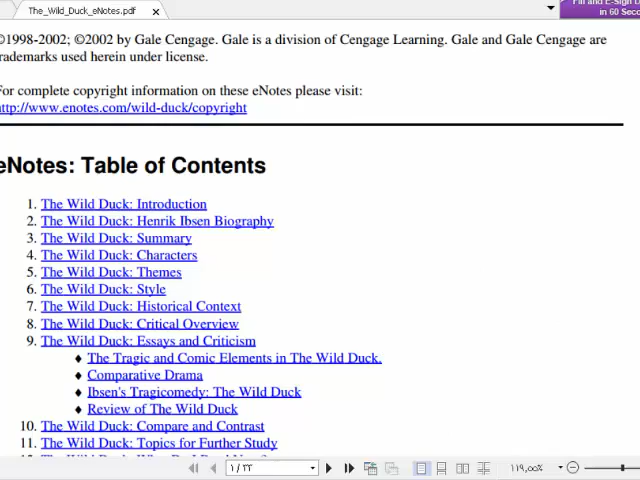 The_Wild_Duck_eNotes.pdf
Fill and E-Sign
in 60 Seco
©1998-2002; ©2002 by Gale Cengage. Gale is a division of Cengage Learning. Gale and Gale Cengage are
rademarks used herein under license.
For complete copyright information on these eNotes please visit:
http://www.enotes.com/wild-duck/copyright
eNotes: Table of Contents
1. The Wild Duck: Introduction
2. The Wild Duck: Henrik Ibsen Biography
3. The Wild Duck: Summary
4. The Wild Duck: Characters
5. The Wild Duck: Themes
6. The Wild Duck: Style
7. The Wild Duck: Historical Context
8. The Wild Duck: Critical Overview
9. The Wild Duck: Essays and Criticism
♦ The Tragic and Comic Elements in The Wild Duck.
♦ Comparative Drama
♦ Ibsen's Tragicomedy: The Wild Duck
♦ Review of The Wild Duck
10. The Wild Duck: Compare and Contrast
11. The Wild Duck: Topics for Further Study
۱/۲۲
۱۱۹٫۰۰%